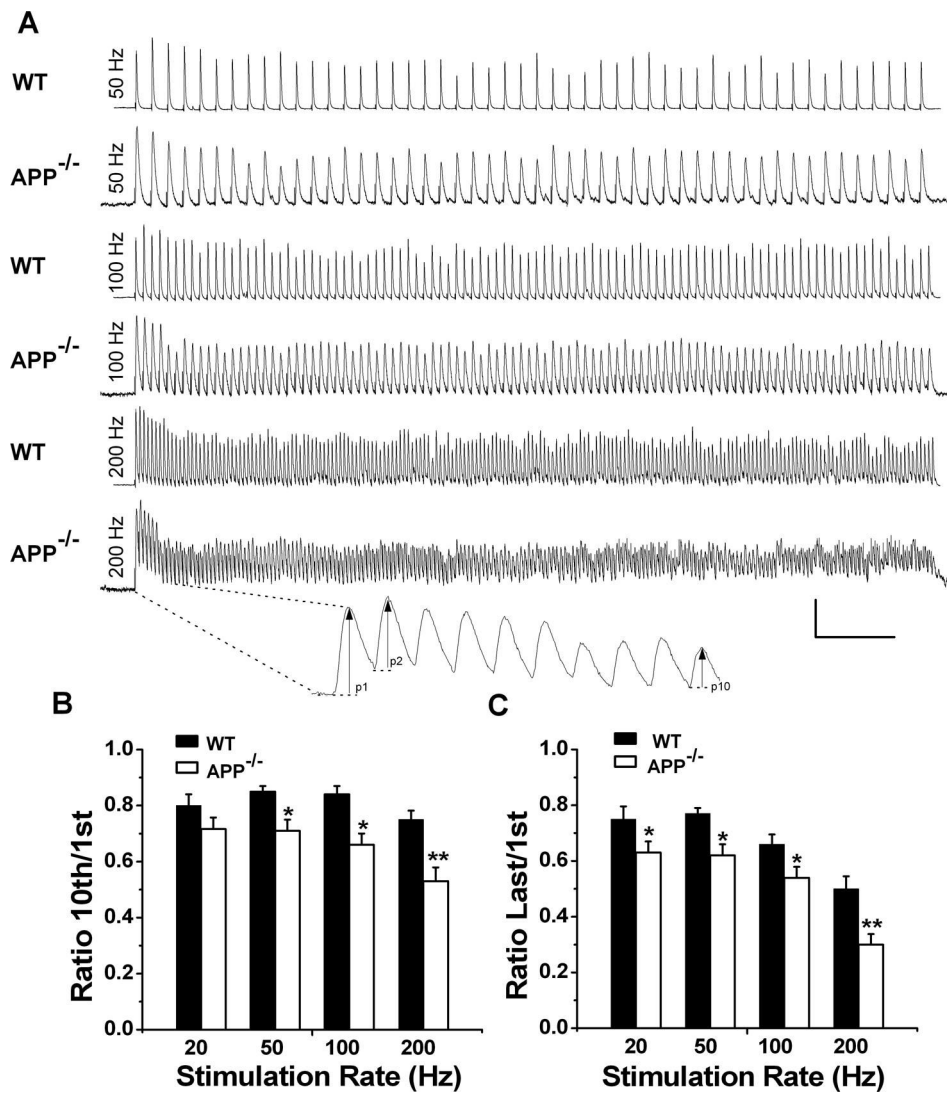 A
WT
50 Hz
APP-/-
50 Hz
WT
100 Hz
APP-/-
100 Hz
WT
200 Hz
APP-/-
200 Hz
p1
p2
p10
B
WT
APP-/-
Ratio 10th/1st
1.0
0.8
0.6
0.4
0.2
0.0
*
*
**
20 50 100 200
Stimulation Rate (Hz)
C
WT
APP-/-
Ratio Last/1st
1.0
0.8
0.6
0.4
0.2
0.0
*
*
*
**
20 50 100 200
Stimulation Rate (Hz)